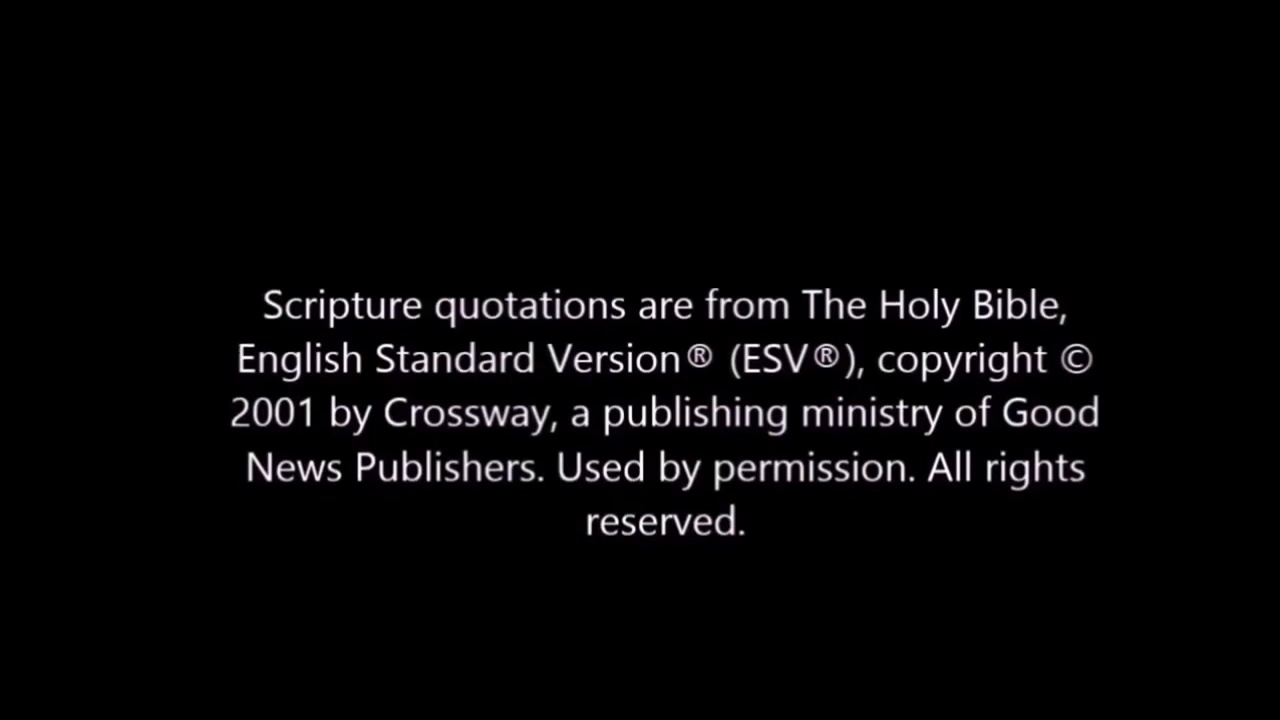 Scripture quotations are from The Holy Bible,
English Standard Version® (ESV®), copyright ©
2001 by Crossway, a publishing ministry of Good
News Publishers. Used by permission. All rights
reserved.